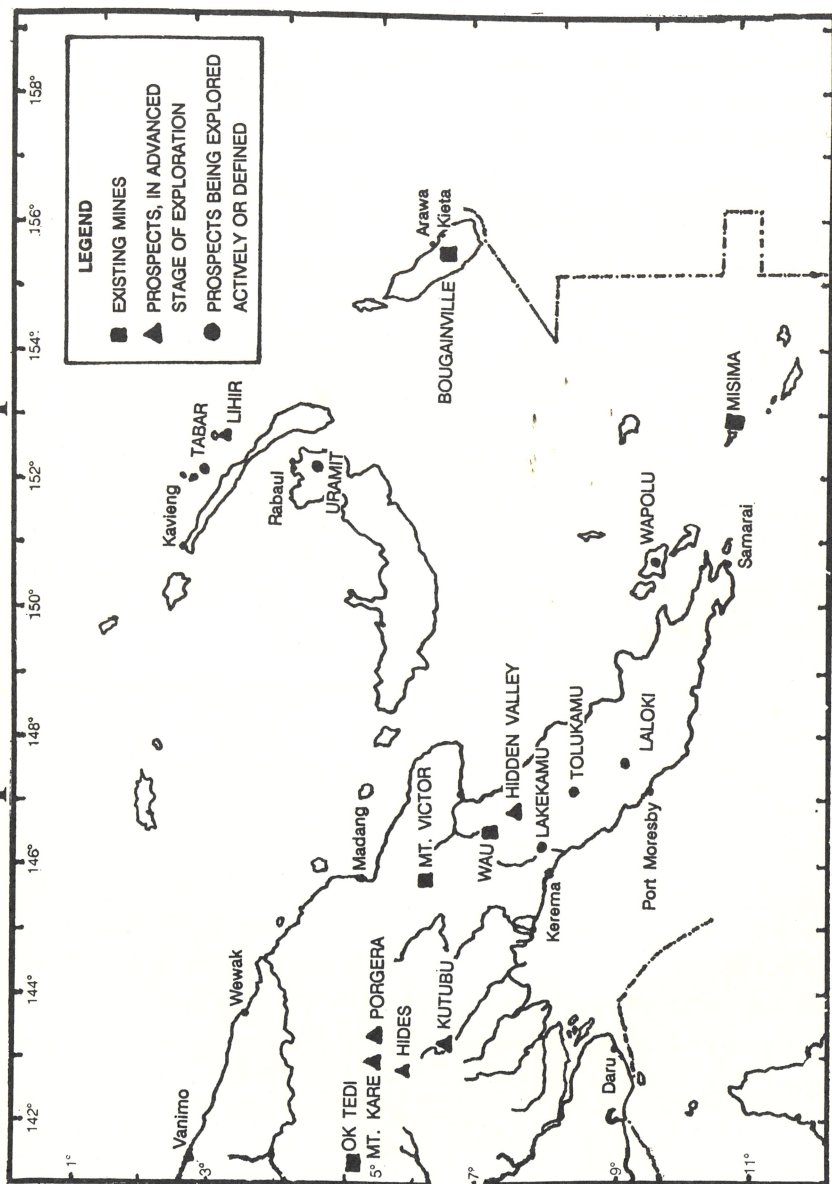 142°
144°
146°
148°
150°
152°
154°
156°
158°
LEGEND
EXISTING MINES
PROSPECTS, IN ADVANCED
STAGE OF EXPLORATION
PROSPECTS BEING EXPLORED
ACTIVELY OR DEFINED
1°
3°
5°
7°
9°
11°
Vanimo
Wewak
Madang
Kavieng
TABAR
LIHIR
Rabaul
URAMIT
OK TEDI
MT. KARE
PORGERA
HIDES
KUTUBU
MT. VICTOR
WAU
HIDDEN VALLEY
LAKEKAMU
TOLUKAMU
LALOKI
Kerema
Port Moresby
Daru
WAPOLU
Samarai
MISIMA
BOUGAINVILLE
Arawa
Kieta